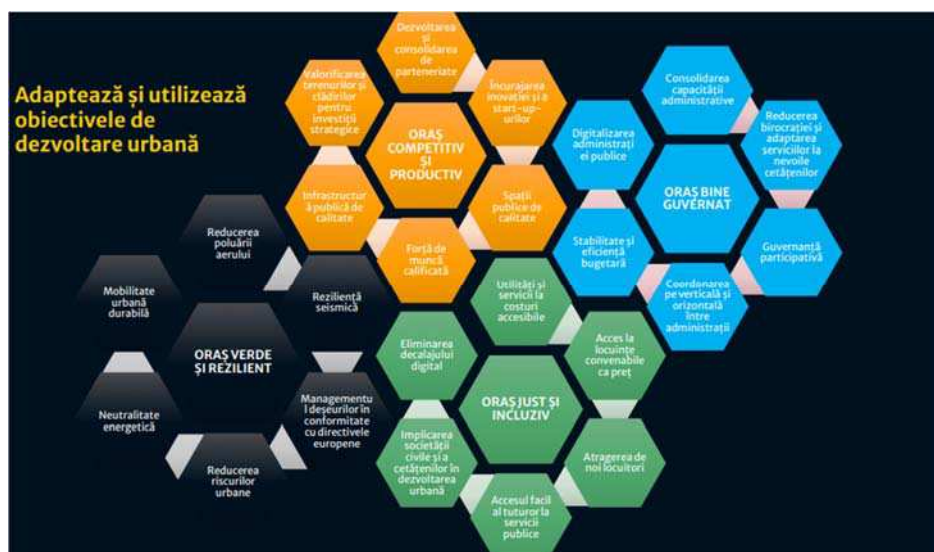 Adaptează și utilizează
obiectivele de
dezvoltare urbană
Dezvoltarea
și
consolidarea
de
parteneriate
Valorificarea
terenurilor și
clădirilor
pentru
investiții
strategice
Încurajarea
inovației și a
start-up-
urilor
ORAȘ
COMPETITIV
ȘI
PRODUCTIV
Infrastructur
ă publică de
calitate
Spații
publice de
calitate
Forță de
muncă
calificată
Consolidarea
capacității
administrative
Digitalizarea
administrați
ei publice
Reducerea
birocrației și
adaptarea
serviciilor la
nevoile
cetățenilor
ORAȘ BINE
GUVERNAT
Stabilitate și
eficiență
bugetară
Guvernanță
participativă
Coordonarea
pe verticală și
orizontală
între
administrații
Reducerea
poluării
aerului
Mobilitate
urbană
durabilă
Reziliență
seismică
ORAȘ VERDE
ȘI REZILIENT
Neutralitate
energetică
Managementu
l deșeurilor în
conformitate
cu directivele
europene
Reducerea
riscurilor
urbane
Utilități și
servicii la
costuri
accesibile
Eliminarea
decalajului
digital
Acces la
locuințe
convenabile
ca preț
ORAȘ JUST ȘI
INCLUZIV
Implicarea
societății
civile și a
cetățenilor în
dezvoltarea
urbană
Atragerea de
noi locuitori
Accesul facil
al tuturor la
servicii
publice